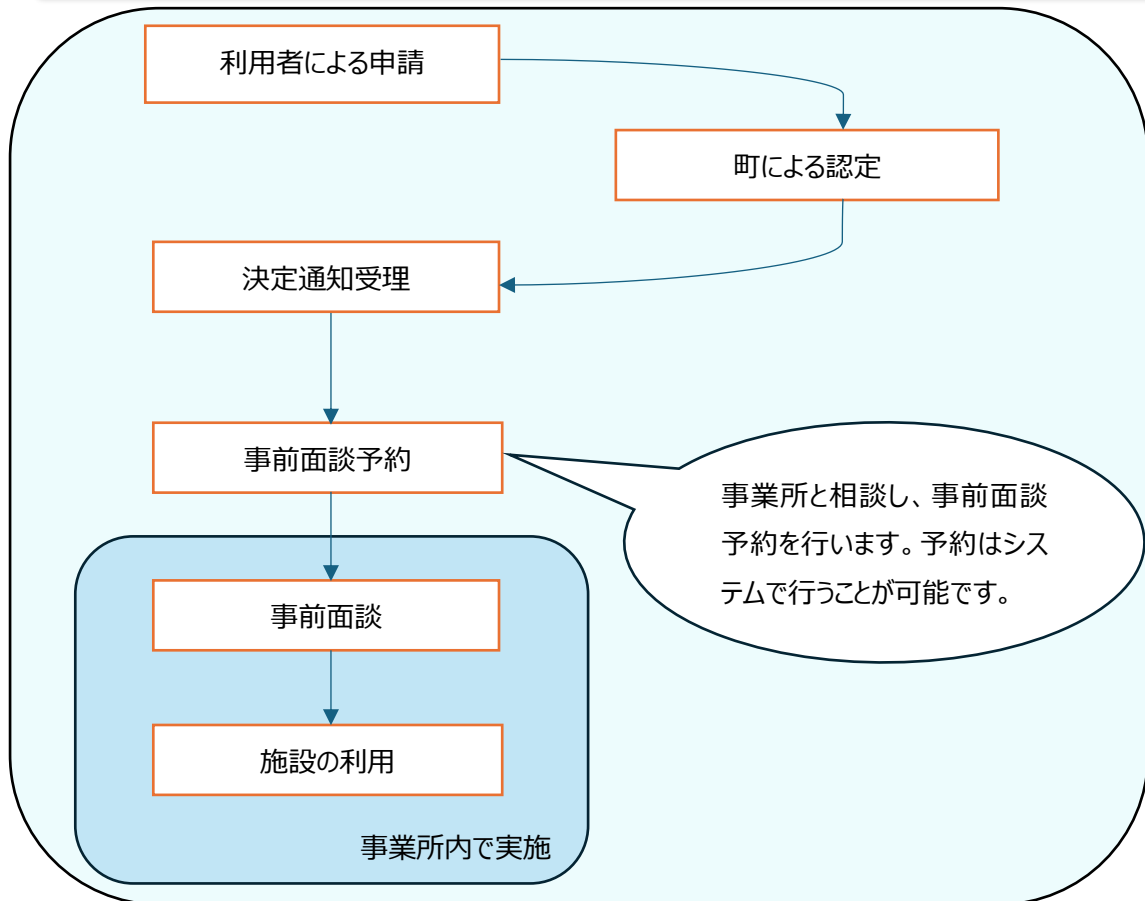 利用者による申請
町による認定
決定通知受理
事前面談予約
事業所と相談し、事前面談
予約を行います。予約はシス
テムで行うことが可能です。
事前面談
施設の利用
事業所内で実施